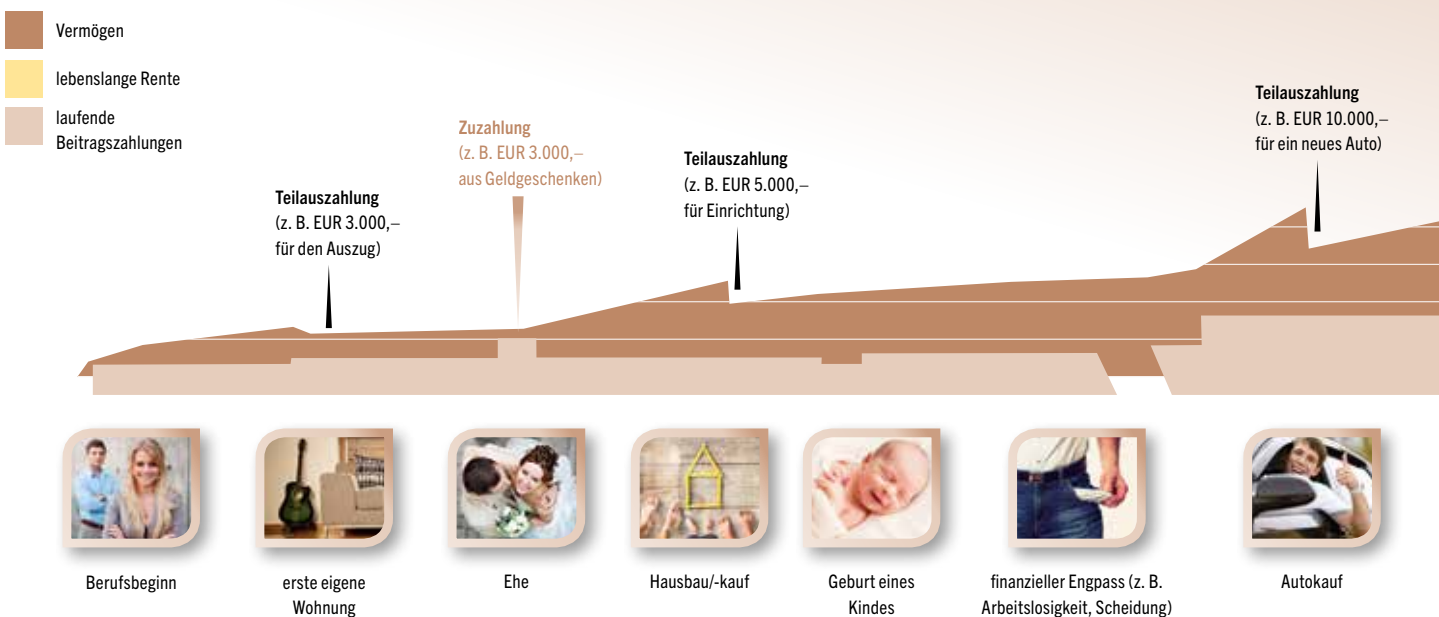 Vermögen
lebenslange Rente
laufende
Beitragszahlungen
Teilauszahlung
(z. B. EUR 3.000,–
für den Auszug)
Zuzahlung
(z. B. EUR 3.000,–
aus Geldgeschenken)
Teilauszahlung
(z. B. EUR 5.000,–
für Einrichtung)
Teilauszahlung
(z. B. EUR 10.000,–
für ein neues Auto)
Berufsbeginn
erste eigene
Wohnung
Ehe
Hausbau/-kauf
Geburt eines
Kindes
finanzieller Engpass (z. B.
Arbeitslosigkeit, Scheidung)
Autokauf